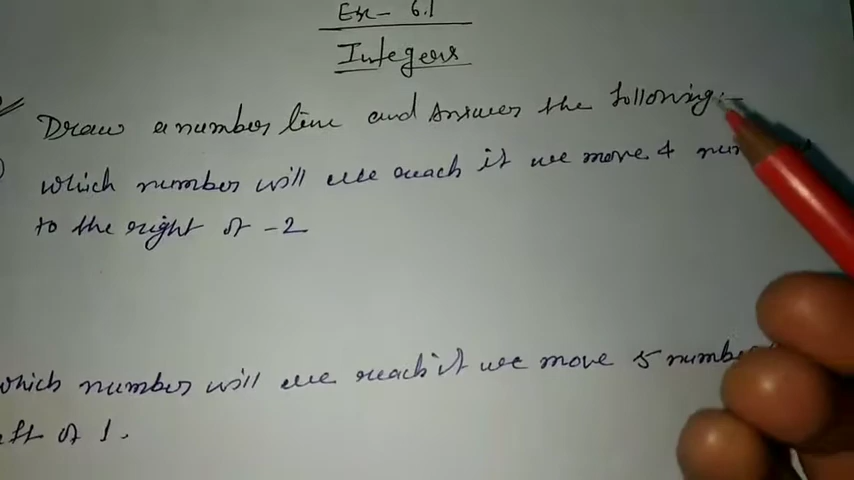 Ex- 6.1
Integers
Draw a number line and Answer the following:-
which number will we reach if we move 4
to the right of -2
which number will we reach if we move 5 number
of 1.